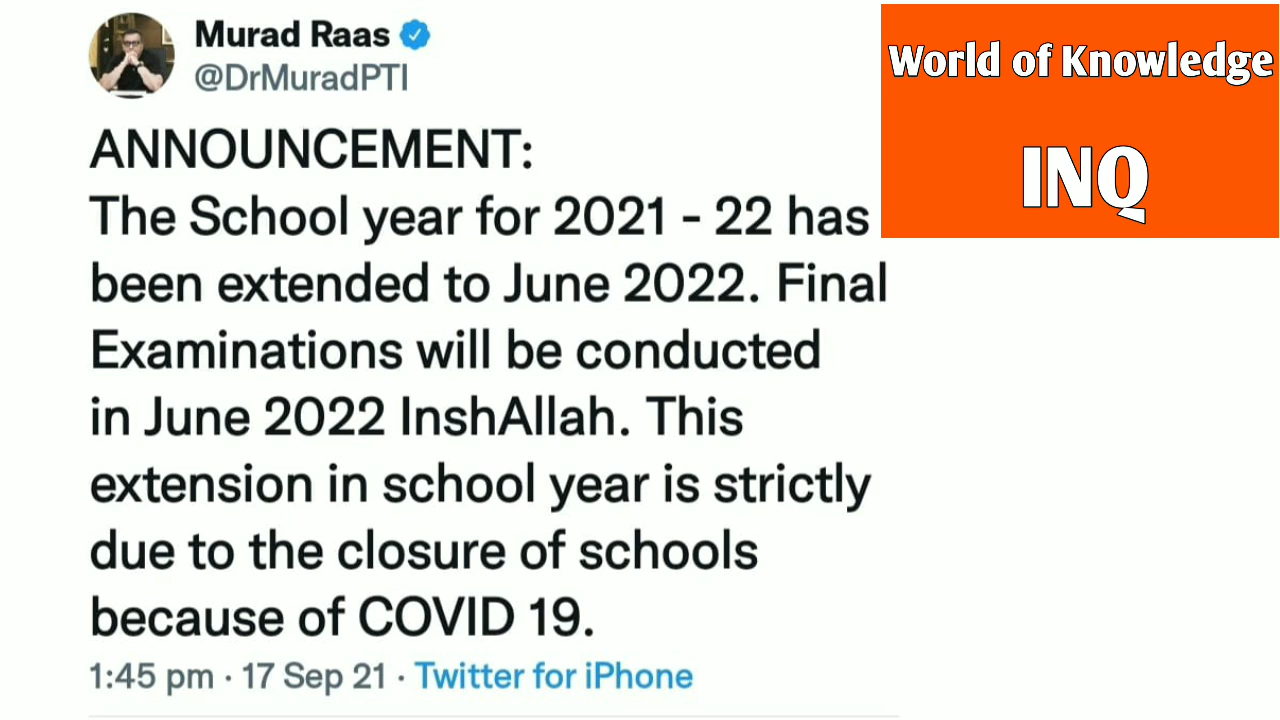 Murad Raas
@DrMuradPTI
ANNOUNCEMENT:
The School year for 2021 - 22 has
been extended to June 2022. Final
Examinations will be conducted
in June 2022 InshAllah. This
extension in school year is strictly
due to the closure of schools
because of COVID 19.
1:45 pm · 17 Sep 21 · Twitter for iPhone
World of Knowledge
INQ